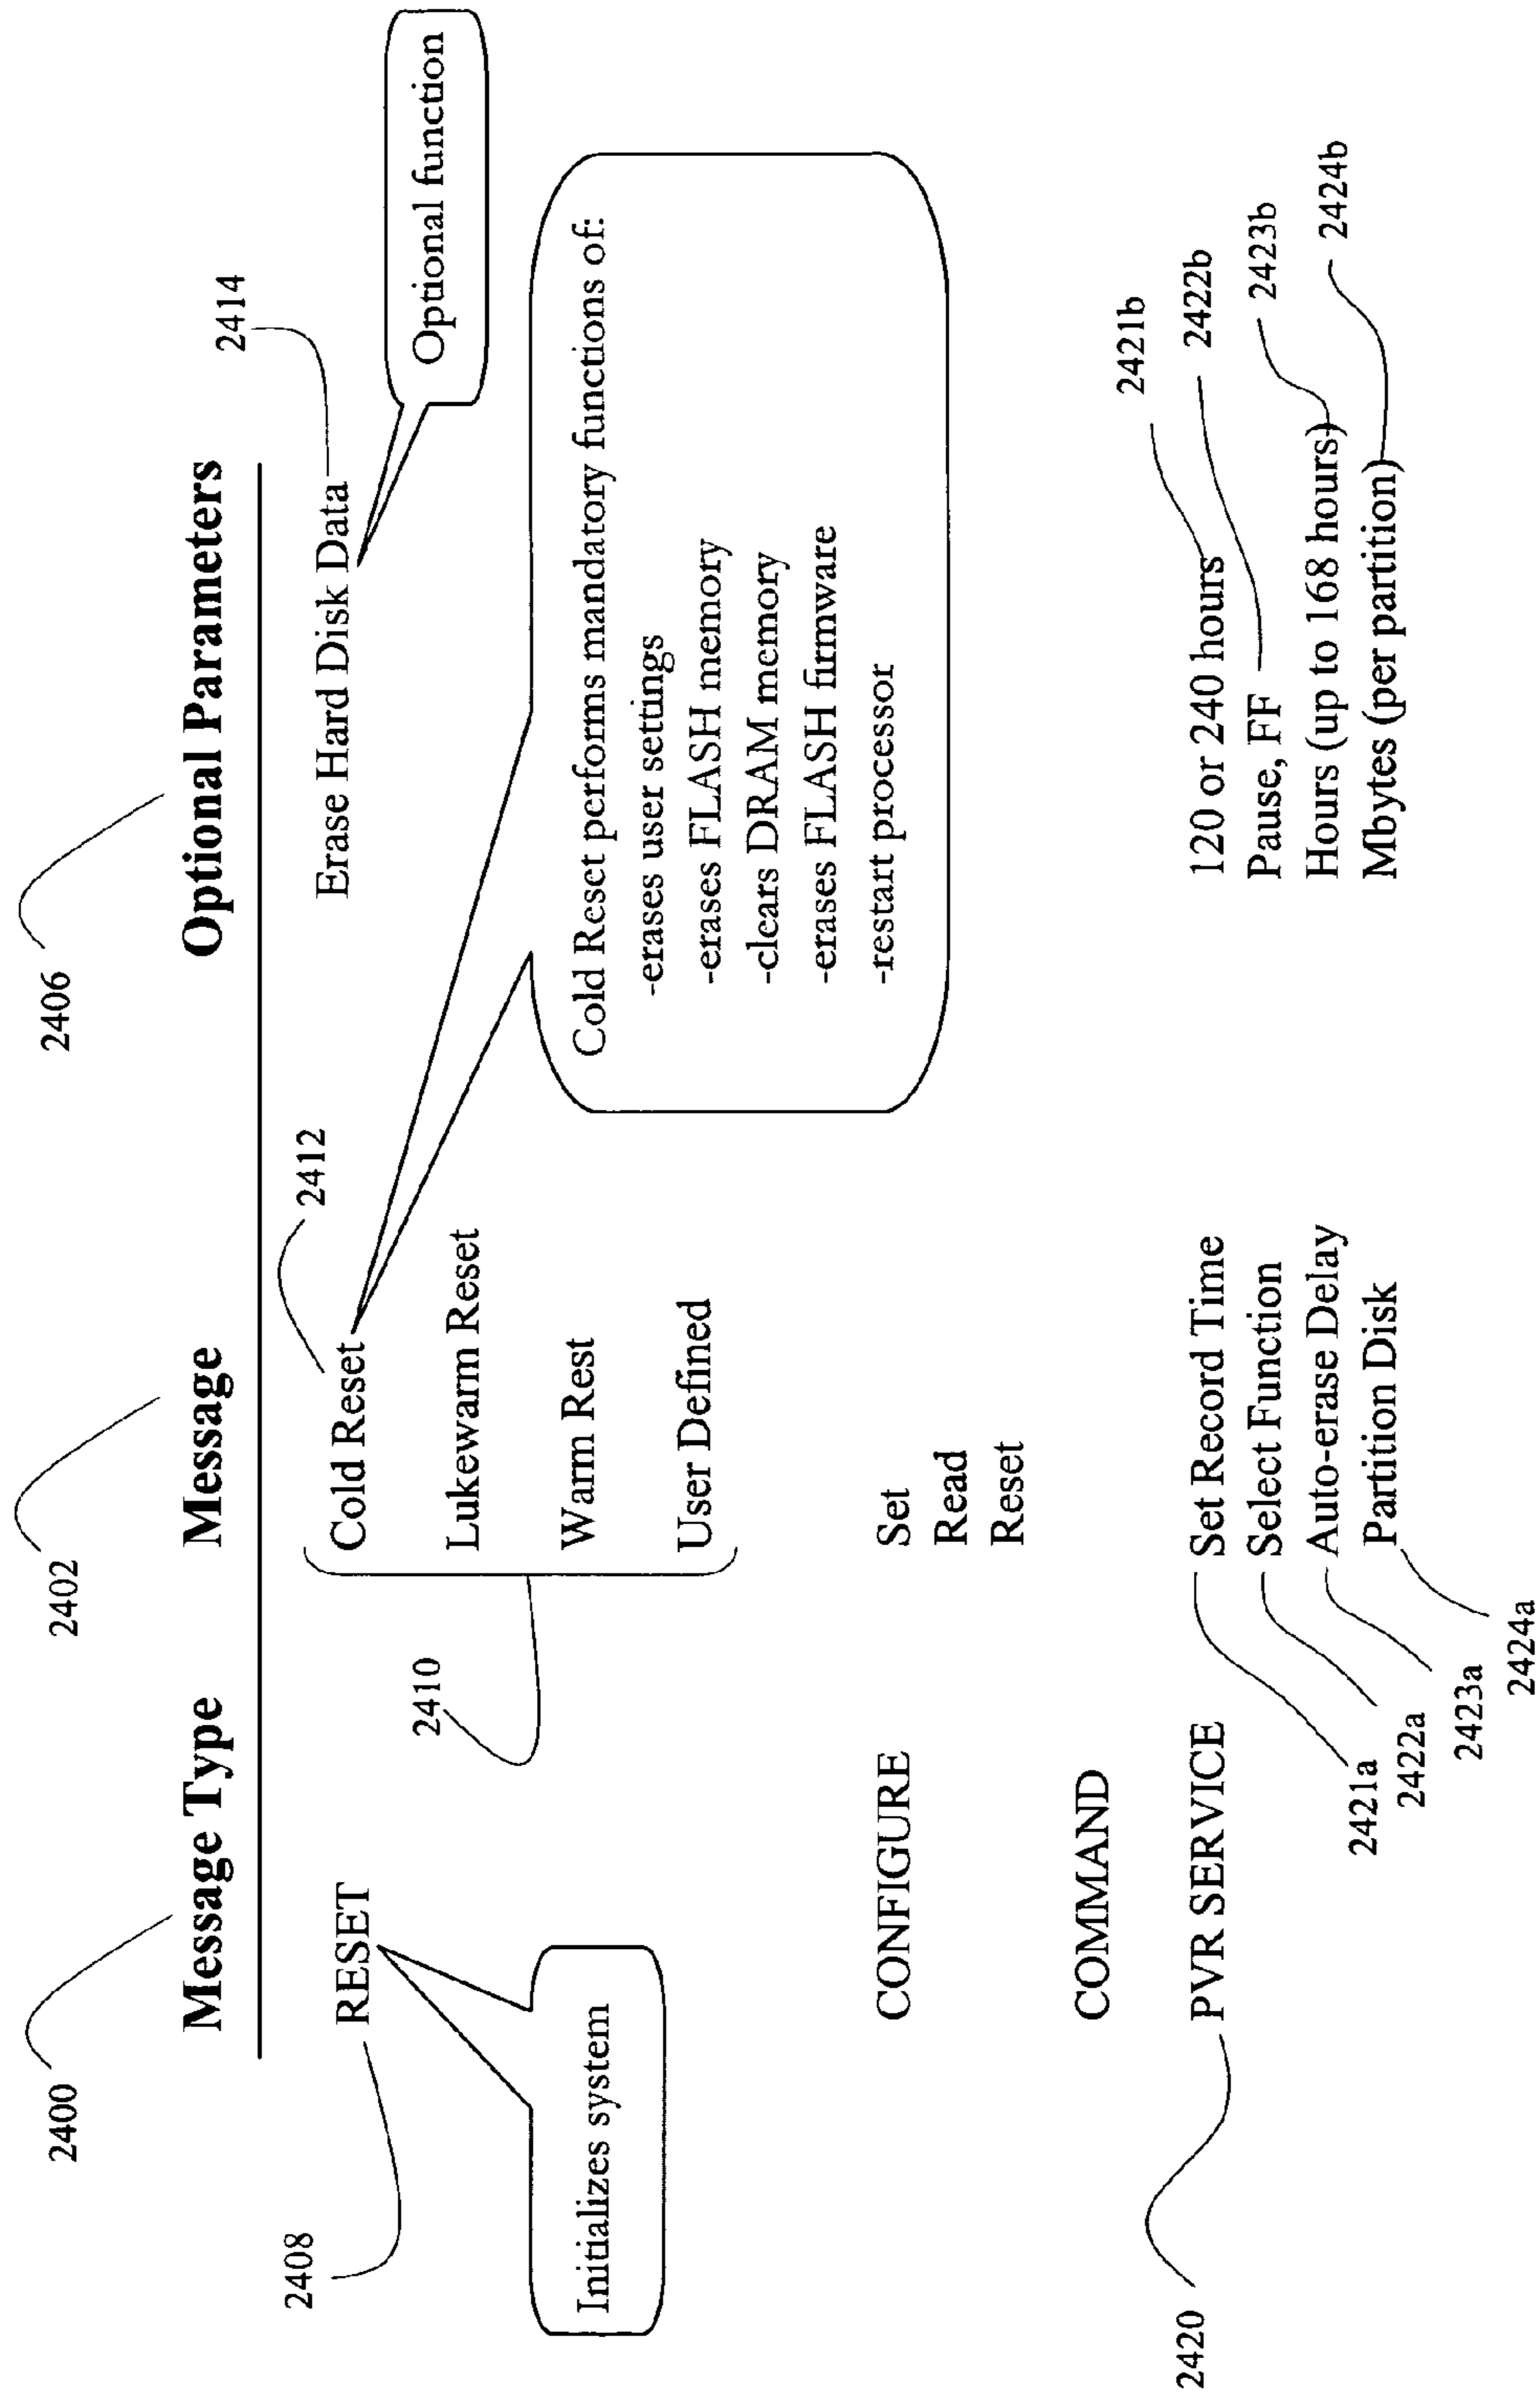 2400
2402
2406
Message Type
Message
Optional Parameters
2408
RESET
Initializes system
2410
Cold Reset
2412
Lukewarm Reset
Warm Rest
User Defined
Erase Hard Disk Data
2414
Optional function
Cold Reset performs mandatory functions of:
-erases user settings
-erases FLASH memory
-clears DRAM memory
-erases FLASH firmware
-restart processor
CONFIGURE
Set
Read
Reset
COMMAND
2420
PVR SERVICE
Set Record Time
120 or 240 hours
2421b
Select Function
Pause, FF
2422b
Auto-erase Delay
Hours (up to 168 hours)
2423b
Partition Disk
Mbytes (per partition)
2424b
2421a
2422a
2423a
2424a